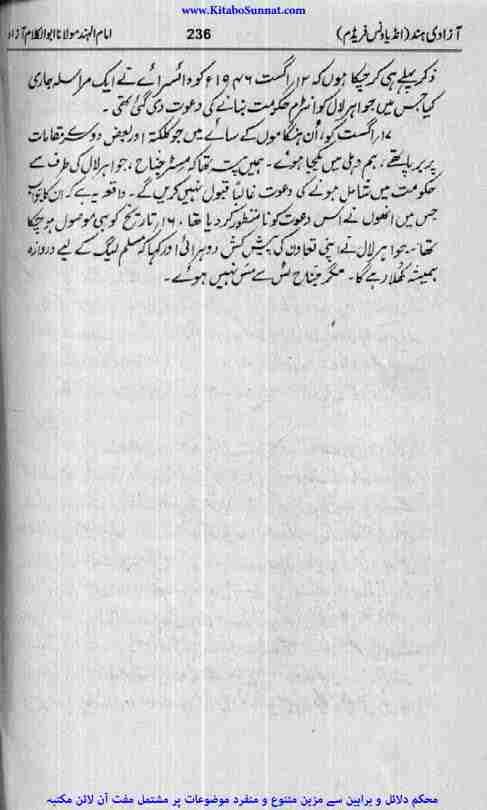 www.KitaboSunnat.com
آزادی ہند (انڈیا ونس فریڈم) 236 امام الہند مولانا ابوالکلام آزاد
ذکر پہلے ہی کر چکا ہوں کہ ۱۲؍ اگست ۱۹۴۶ء کو وائسرائے نے ایک مراسلہ جاری
کیا جس میں جواہر لال کو انٹرم حکومت بنانے کی دعوت دی گئی تھی۔
۱۷؍ اگست کو، اُن ہنگاموں کے سائے میں جو کلکتہ اور بعض دوسرے مقامات
پر برپا تھے، ہم دہلی میں یکجا ہوئے۔ ہمیں پتہ تھا کہ مسٹر جناح، جواہر لال کی طرف سے
حکومت میں شامل ہونے کی دعوت غالباً قبول نہیں کریں گے۔ واقعہ یہ ہے کہ ان کا جواب
جس میں انھوں نے اس دعوت کو نامنظور کر دیا تھا، ۱۶؍ تاریخ کو ہی موصول ہو چکا
تھا۔ جواہر لال نے اپنی تعاون کی پیش کش دوہرائی اور کہا کہ مسلم لیگ کے لیے دروازہ
ہمیشہ کھلا رہے گا۔ مگر جناح ٹس سے مس نہیں ہوئے۔
محکم دلائل و براہین سے مزین متنوع و منفرد موضوعات پر مشتمل مفت آن لائن مکتبہ